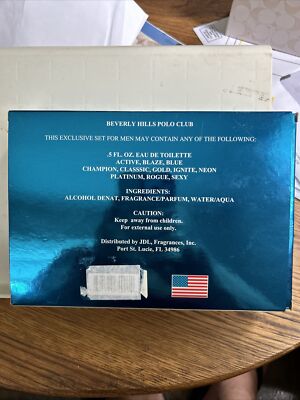 BEVERLY HILLS POLO CLUB
THIS EXCLUSIVE SET FOR MEN MAY CONTAIN ANY OF THE FOLLOWING:
.5 FL. OZ. EAU DE TOILETTE
ACTIVE, BLAZE, BLUE
CHAMPION, CLASSSIC, GOLD, IGNITE, NEON
PLATINUM, ROGUE, SEXY
INGREDIENTS:
ALCOHOL DENAT, FRAGRANCE/PARFUM, WATER/AQUA
CAUTION:
Keep away from children.
For external use only.
Distributed by JDL, Fragrances, Inc.
Port St. Lucie, FL 34986